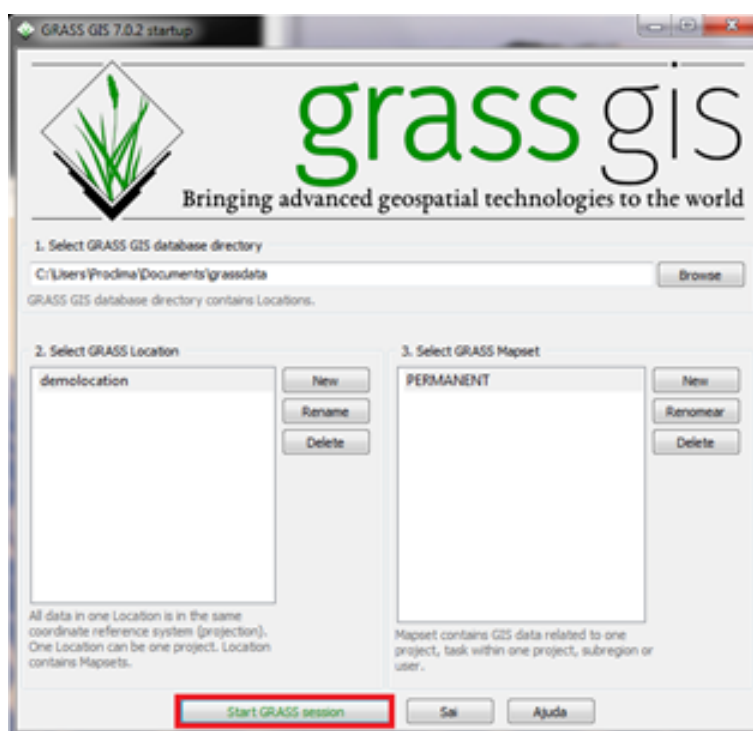 GRASS GIS 7.0.2 startup
grass gis
Bringing advanced geospatial technologies to the world
1. Select GRASS GIS database directory
C:\Users\Proclima\Documents\grassdata
Browse
GRASS GIS database directory contains Locations.
2. Select GRASS Location
demolocation
New
Rename
Delete
All data in one Location is in the same
coordinate reference system (projection).
One Location can be one project. Location
contains Mapsets.
3. Select GRASS Mapset
PERMANENT
New
Renomear
Delete
Mapset contains GIS data related to one
project, task within one project, subregion or
user.
Start GRASS session
Sai
Ajuda